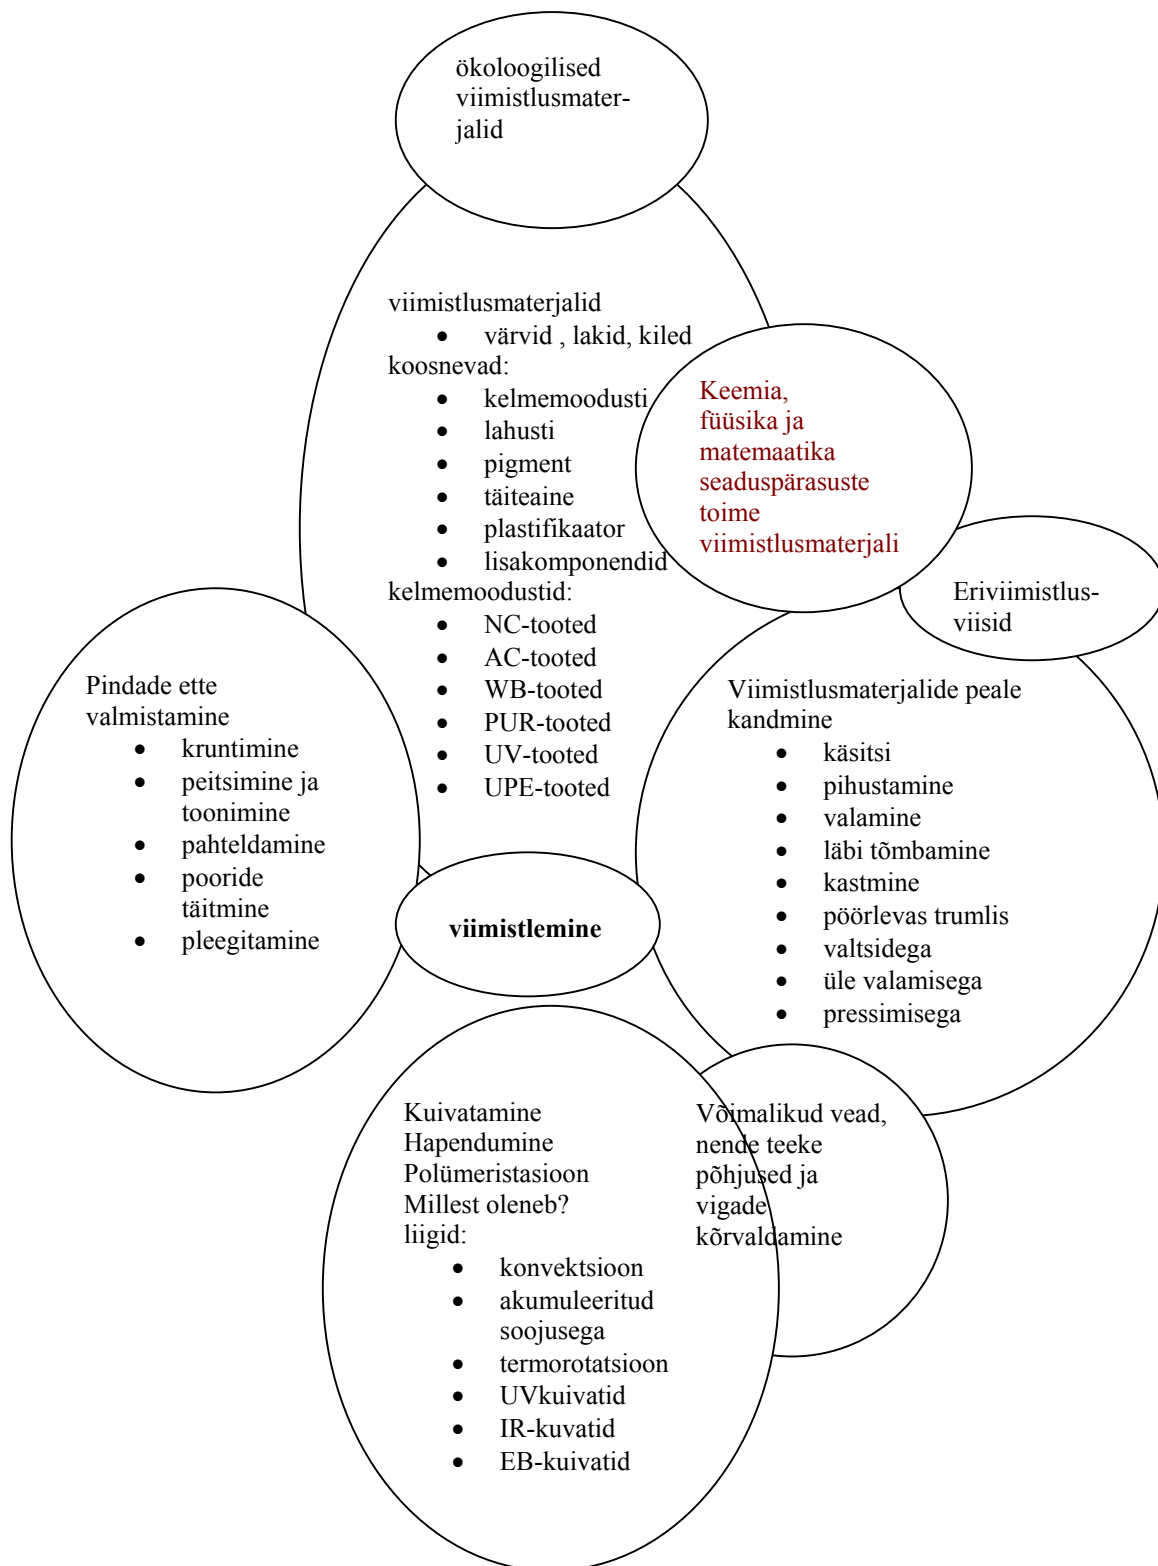 ökoloogilised
viimistlusmater-
jalid
viimistlusmaterjalid
• värvid , lakid, kiled
koosnevad:
• kelmemoodusti
• lahusti
• pigment
• täiteaine
• plastifikaator
• lisakomponendid
kelmemoodustid:
• NC-tooted
• AC-tooted
• WB-tooted
• PUR-tooted
• UV-tooted
• UPE-tooted
Keemia,
füüsika ja
matemaatika
seaduspärasuste
toime
viimistlusmaterjali
Eriviimistlus-
viisid
Pindade ette
valmistamine
• kruntimine
• peitsimine ja
toonimine
• pahteldamine
• pooride
täitmine
• pleegitamine
Viimistlusmaterjalide peale
kandmine
• käsitsi
• pihustamine
• valamine
• läbi tõmbamine
• kastmine
• pöörlevas trumlis
• valtsidega
• üle valamisega
• pressimisega
viimistlemine
Kuivatamine
Hapendumine
Polümeristasioon
Millest oleneb?
liigid:
• konvektsioon
• akumuleeritud
soojusega
• termorotatsioon
• UVkuivatid
• IR-kuvatid
• EB-kuivatid
Võimalikud vead,
nende teeke
põhjused ja
vigade
kõrvaldamine